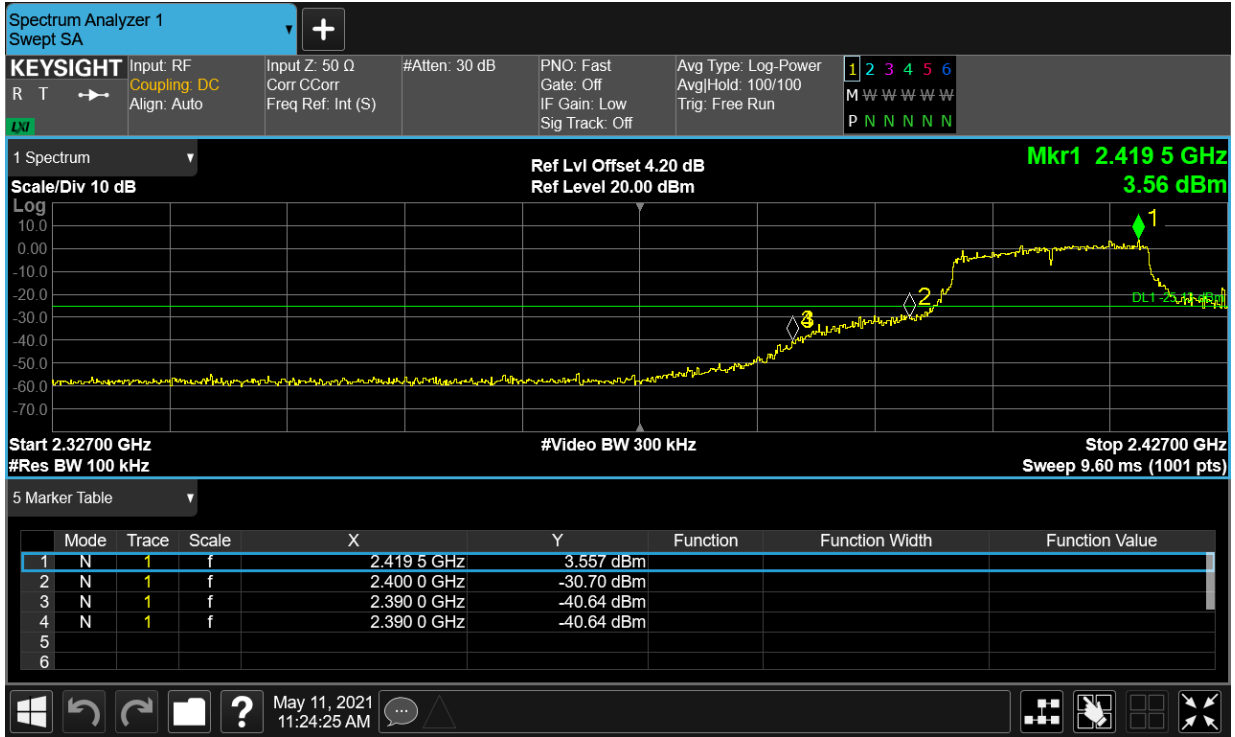 Spectrum Analyzer 1
Swept SA
KEYSIGHT Input: RF Input Z: 50 Ω #Atten: 30 dB PNO: Fast Avg Type: Log-Power 1 2 3 4 5 6
R T Coupling: DC Corr CCorr Gate: Off Avg|Hold: 100/100 M W W W W W
Align: Auto Freq Ref: Int (S) IF Gain: Low Trig: Free Run
LXI Sig Track: Off P N N N N N
1 Spectrum Ref Lvl Offset 4.20 dB Mkr1 2.419 5 GHz
Scale/Div 10 dB Ref Level 20.00 dBm 3.56 dBm
Log
10.0
0.00
-10.0
-20.0
-30.0
-40.0
-50.0
-60.0
-70.0
1
2
3
Start 2.32700 GHz #Video BW 300 kHz Stop 2.42700 GHz
#Res BW 100 kHz Sweep 9.60 ms (1001 pts)
5 Marker Table
Mode Trace Scale X Y Function Function Width Function Value
1 N 1 f 2.419 5 GHz 3.557 dBm
2 N 1 f 2.400 0 GHz -30.70 dBm
3 N 1 f 2.390 0 GHz -40.64 dBm
4 N 1 f 2.390 0 GHz -40.64 dBm
5
6
? May 11, 2021
11:24:25 AM